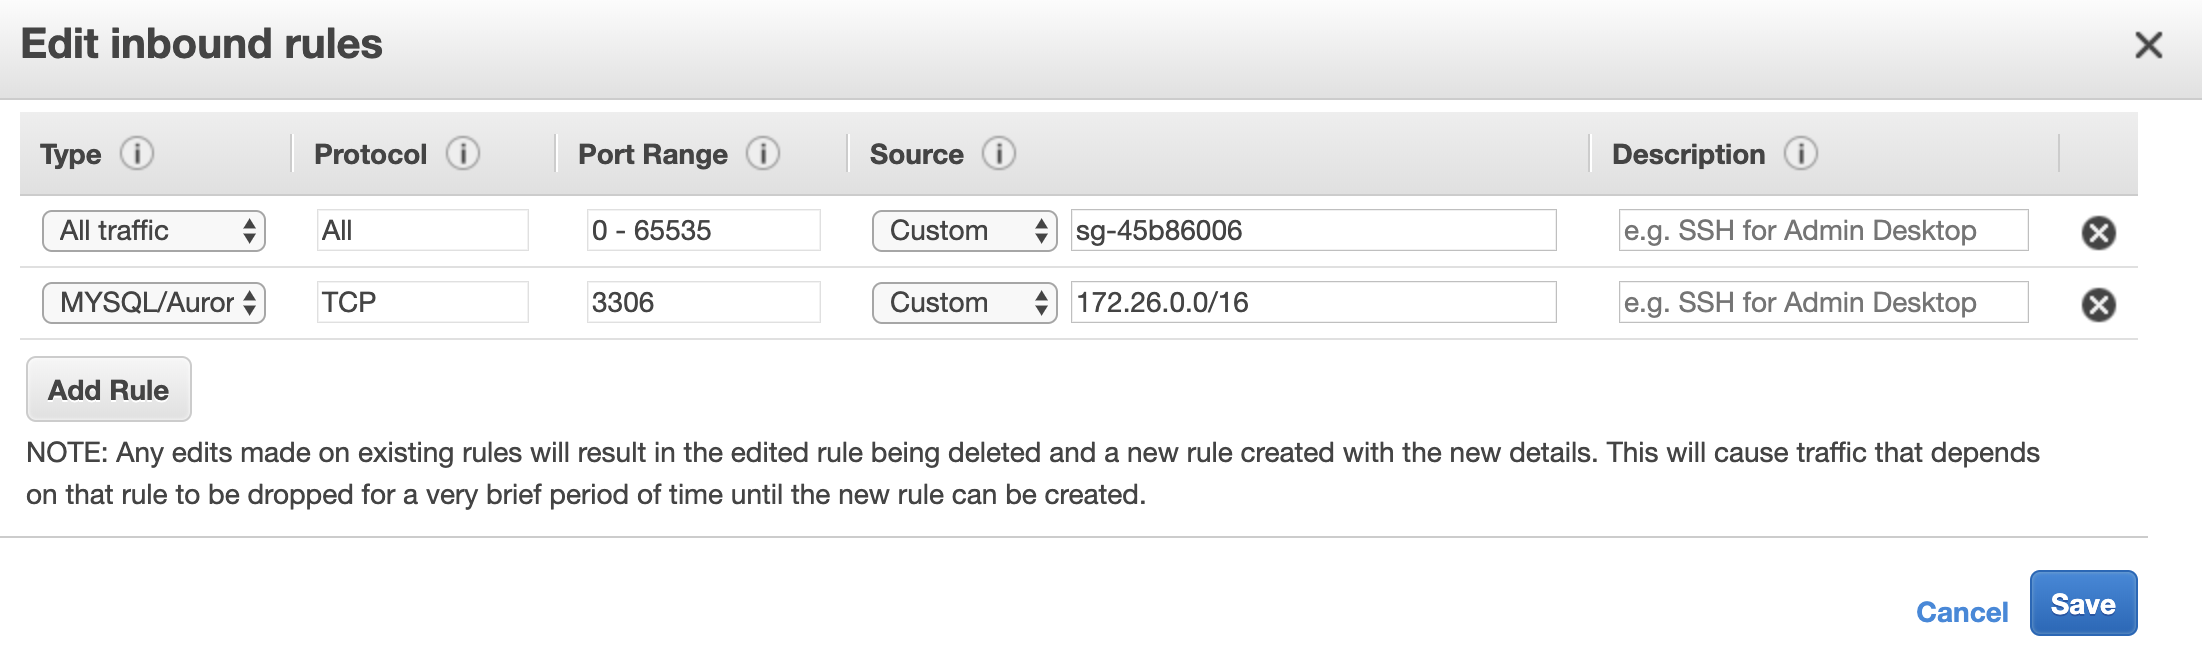 Edit inbound rules
Type Protocol Port Range Source Description
All traffic All 0 - 65535 Custom sg-45b86006 e.g. SSH for Admin Desktop
MYSQL/Auror TCP 3306 Custom 172.26.0.0/16 e.g. SSH for Admin Desktop
Add Rule
NOTE: Any edits made on existing rules will result in the edited rule being deleted and a new rule created with the new details. This will cause traffic that depends
on that rule to be dropped for a very brief period of time until the new rule can be created.
Cancel Save